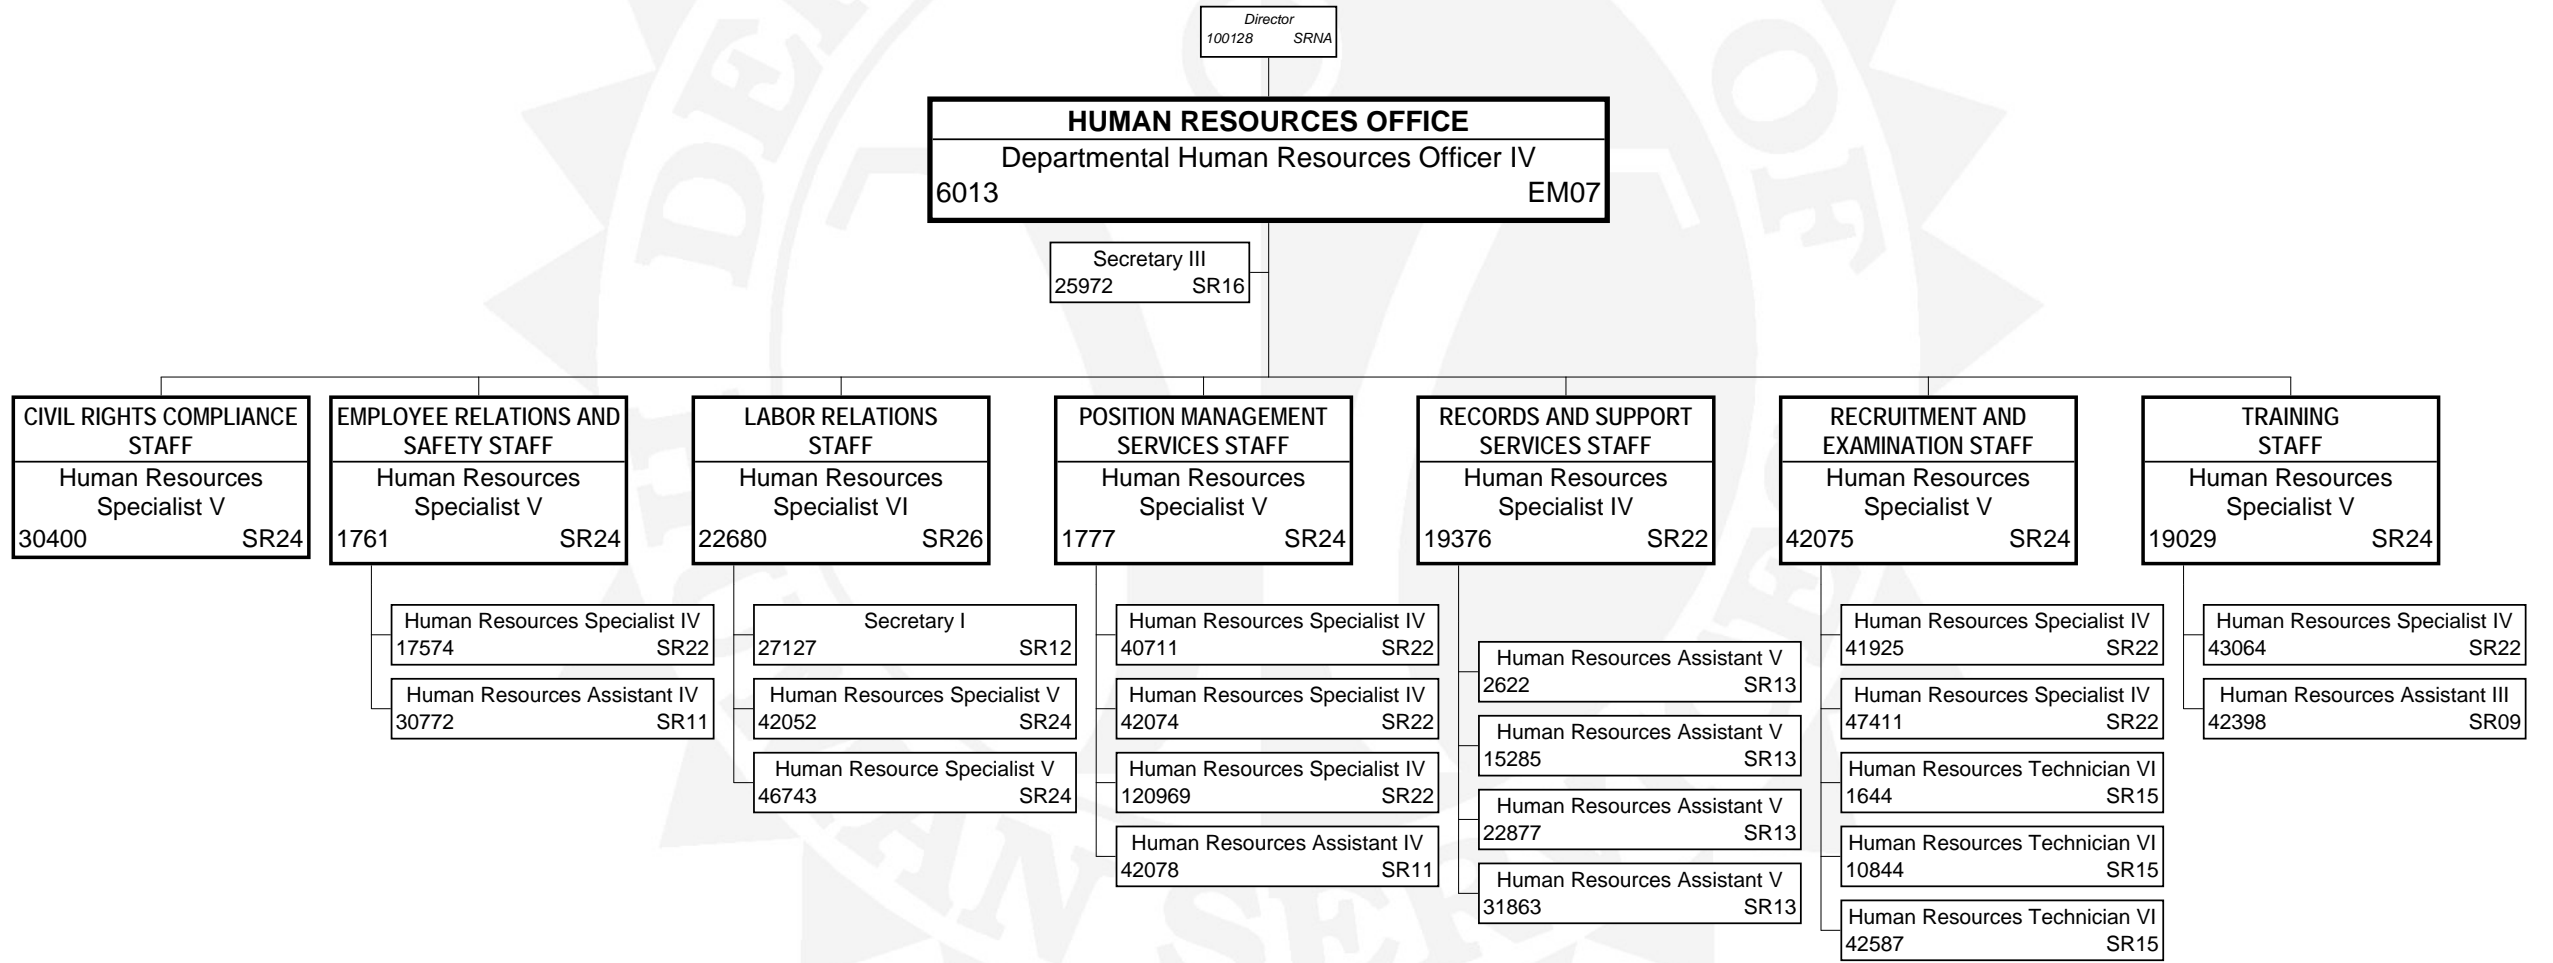 Director
100128 SRNA
HUMAN RESOURCES OFFICE
Departmental Human Resources Officer IV
6013 EM07
Secretary III
25972 SR16
CIVIL RIGHTS COMPLIANCE
STAFF
Human Resources
Specialist V
30400 SR24
EMPLOYEE RELATIONS AND
SAFETY STAFF
Human Resources
Specialist V
1761 SR24
Human Resources Specialist IV
17574 SR22
Human Resources Assistant IV
30772 SR11
LABOR RELATIONS
STAFF
Human Resources
Specialist VI
22680 SR26
Secretary I
27127 SR12
Human Resources Specialist V
42052 SR24
Human Resource Specialist V
46743 SR24
POSITION MANAGEMENT
SERVICES STAFF
Human Resources
Specialist V
1777 SR24
Human Resources Specialist IV
40711 SR22
Human Resources Specialist IV
42074 SR22
Human Resources Specialist IV
120969 SR22
Human Resources Assistant IV
42078 SR11
RECORDS AND SUPPORT
SERVICES STAFF
Human Resources
Specialist IV
19376 SR22
Human Resources Assistant V
2622 SR13
Human Resources Assistant V
15285 SR13
Human Resources Assistant V
22877 SR13
Human Resources Assistant V
31863 SR13
RECRUITMENT AND
EXAMINATION STAFF
Human Resources
Specialist V
42075 SR24
Human Resources Specialist IV
41925 SR22
Human Resources Specialist IV
47411 SR22
Human Resources Technician VI
1644 SR15
Human Resources Technician VI
10844 SR15
Human Resources Technician VI
42587 SR15
TRAINING
STAFF
Human Resources
Specialist V
19029 SR24
Human Resources Specialist IV
43064 SR22
Human Resources Assistant III
42398 SR09